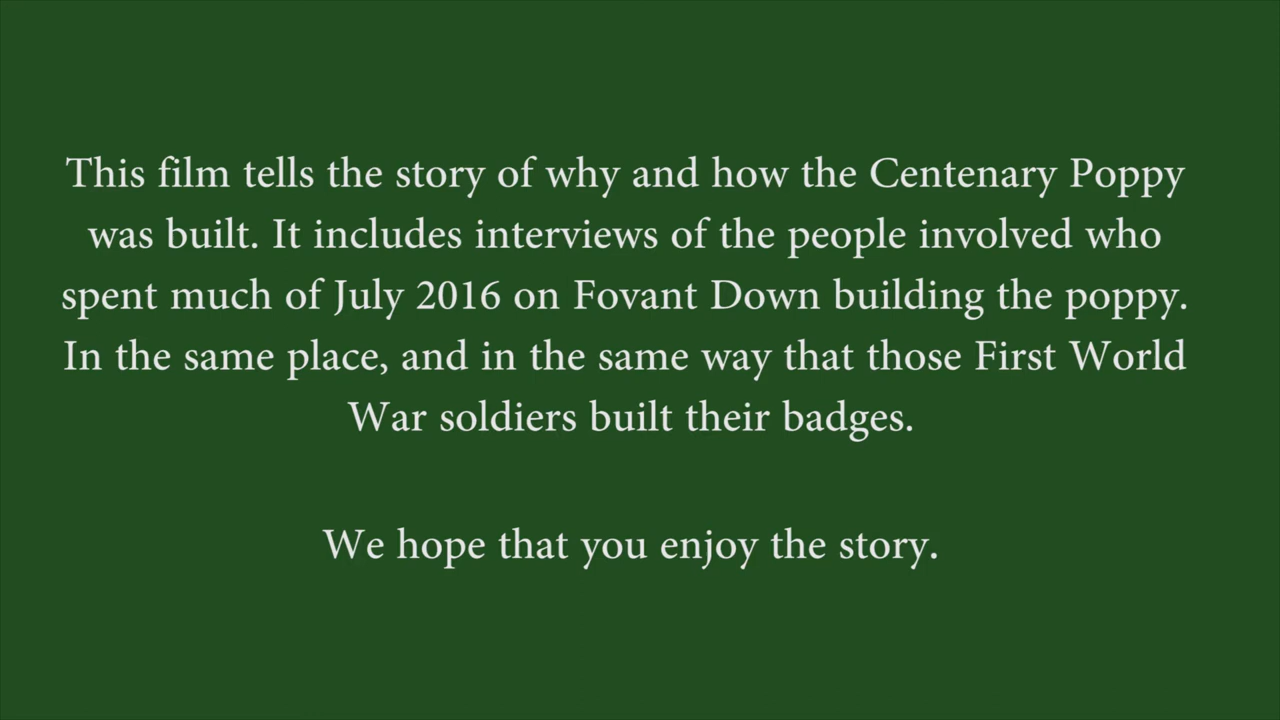 This film tells the story of why and how the Centenary Poppy
was built. It includes interviews of the people involved who
spent much of July 2016 on Fovant Down building the poppy.
In the same place, and in the same way that those First World
War soldiers built their badges.
We hope that you enjoy the story.